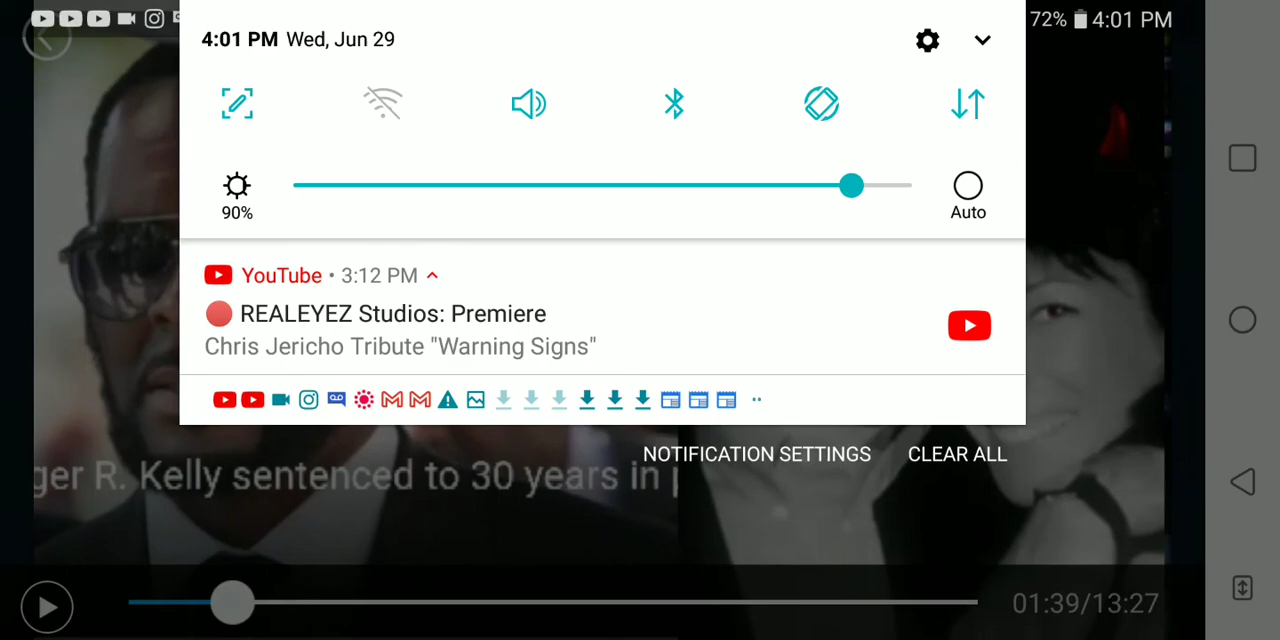 72% 4:01 PM
4:01 PM Wed, Jun 29
90%
Auto
YouTube • 3:12 PM
REALEYEZ Studios: Premiere
Chris Jericho Tribute "Warning Signs"
NOTIFICATION SETTINGS CLEAR ALL
R. Kelly sentenced to 30 years in
01:39/13:27